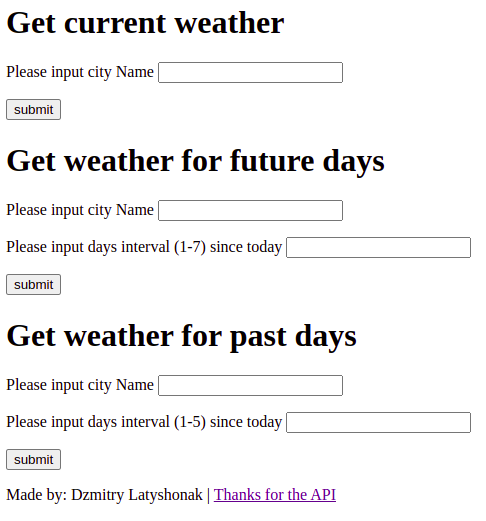 Get current weather
Please input city Name
submit
Get weather for future days
Please input city Name
Please input days interval (1-7) since today
submit
Get weather for past days
Please input city Name
Please input days interval (1-5) since today
submit
Made by: Dzmitry Latyshonak | Thanks for the API